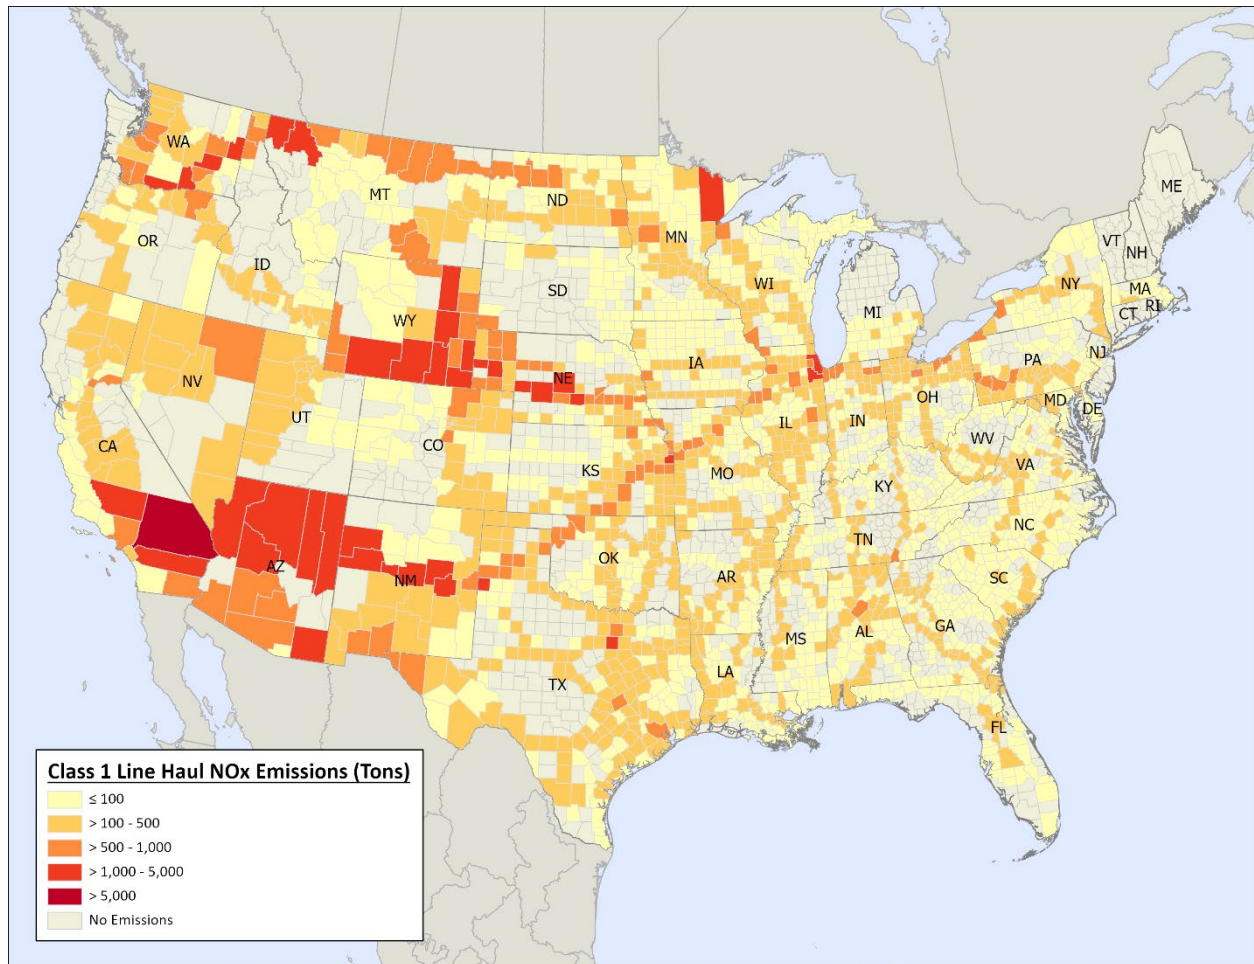 WA
MT
ND
MN
ME
OR
ID
SD
WI
MI
VT
NH
NY
MA
CT
RI
WY
IA
PA
NJ
NE
NV
UT
CO
IL
IN
OH
MD
DE
WV
CA
KS
MO
KY
VA
AZ
NM
OK
AR
TN
NC
SC
TX
LA
MS
AL
GA
FL
Class 1 Line Haul NOx Emissions (Tons)
≤ 100
> 100 - 500
> 500 - 1,000
> 1,000 - 5,000
> 5,000
No Emissions